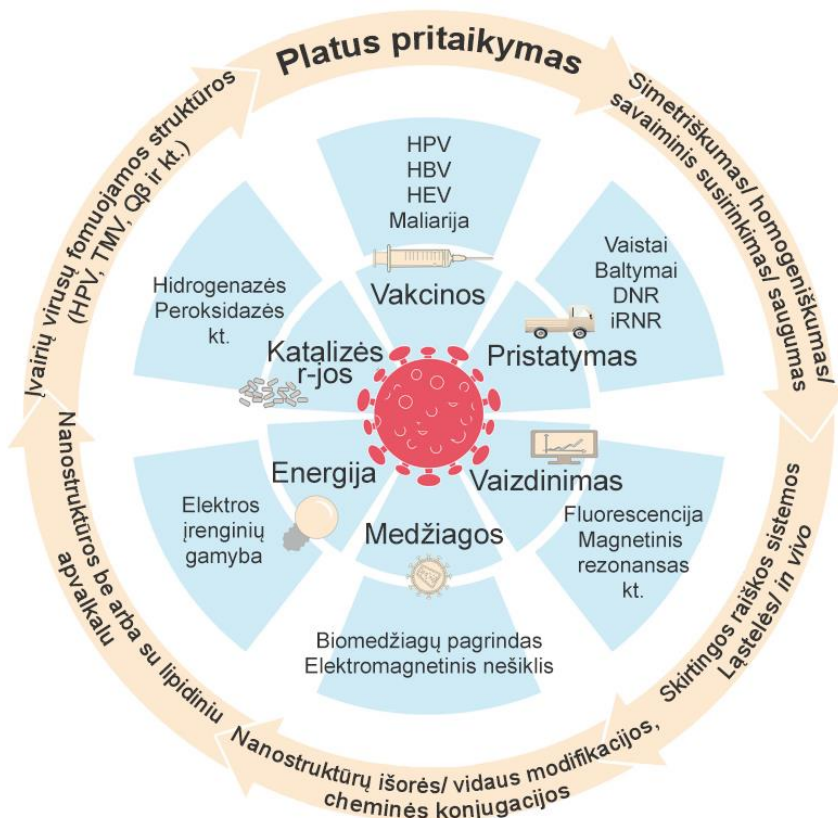 Platus pritaikymas
Simetriškumas/ homogeniškumas/
savaiminis susirinkimas/ saugumas
Skirtingos raiškos sistemos
Ląstelės/ in vivo
Nanostruktūrų išorės/ vidaus modifikacijos,
cheminės konjugacijos
Nanostruktūros be arba su lipidiniu
apvalkalu
Įvairių virusų fomuojamos struktūros
(HPV, TMV, Qβ ir kt.)
HPV
HBV
HEV
Maliarija
Vakcinos
Vaistai
Baltymai
DNR
iRNR
Pristatymas
Vaizdinimas
Fluorescencija
Magnetinis
rezonansas
kt.
Medžiagos
Biomedžiagų pagrindas
Elektromagnetinis nešiklis
Energija
Elektros
įrenginių
gamyba
Hidrogenazės
Peroksidazės
kt.
Katalizės
r-jos